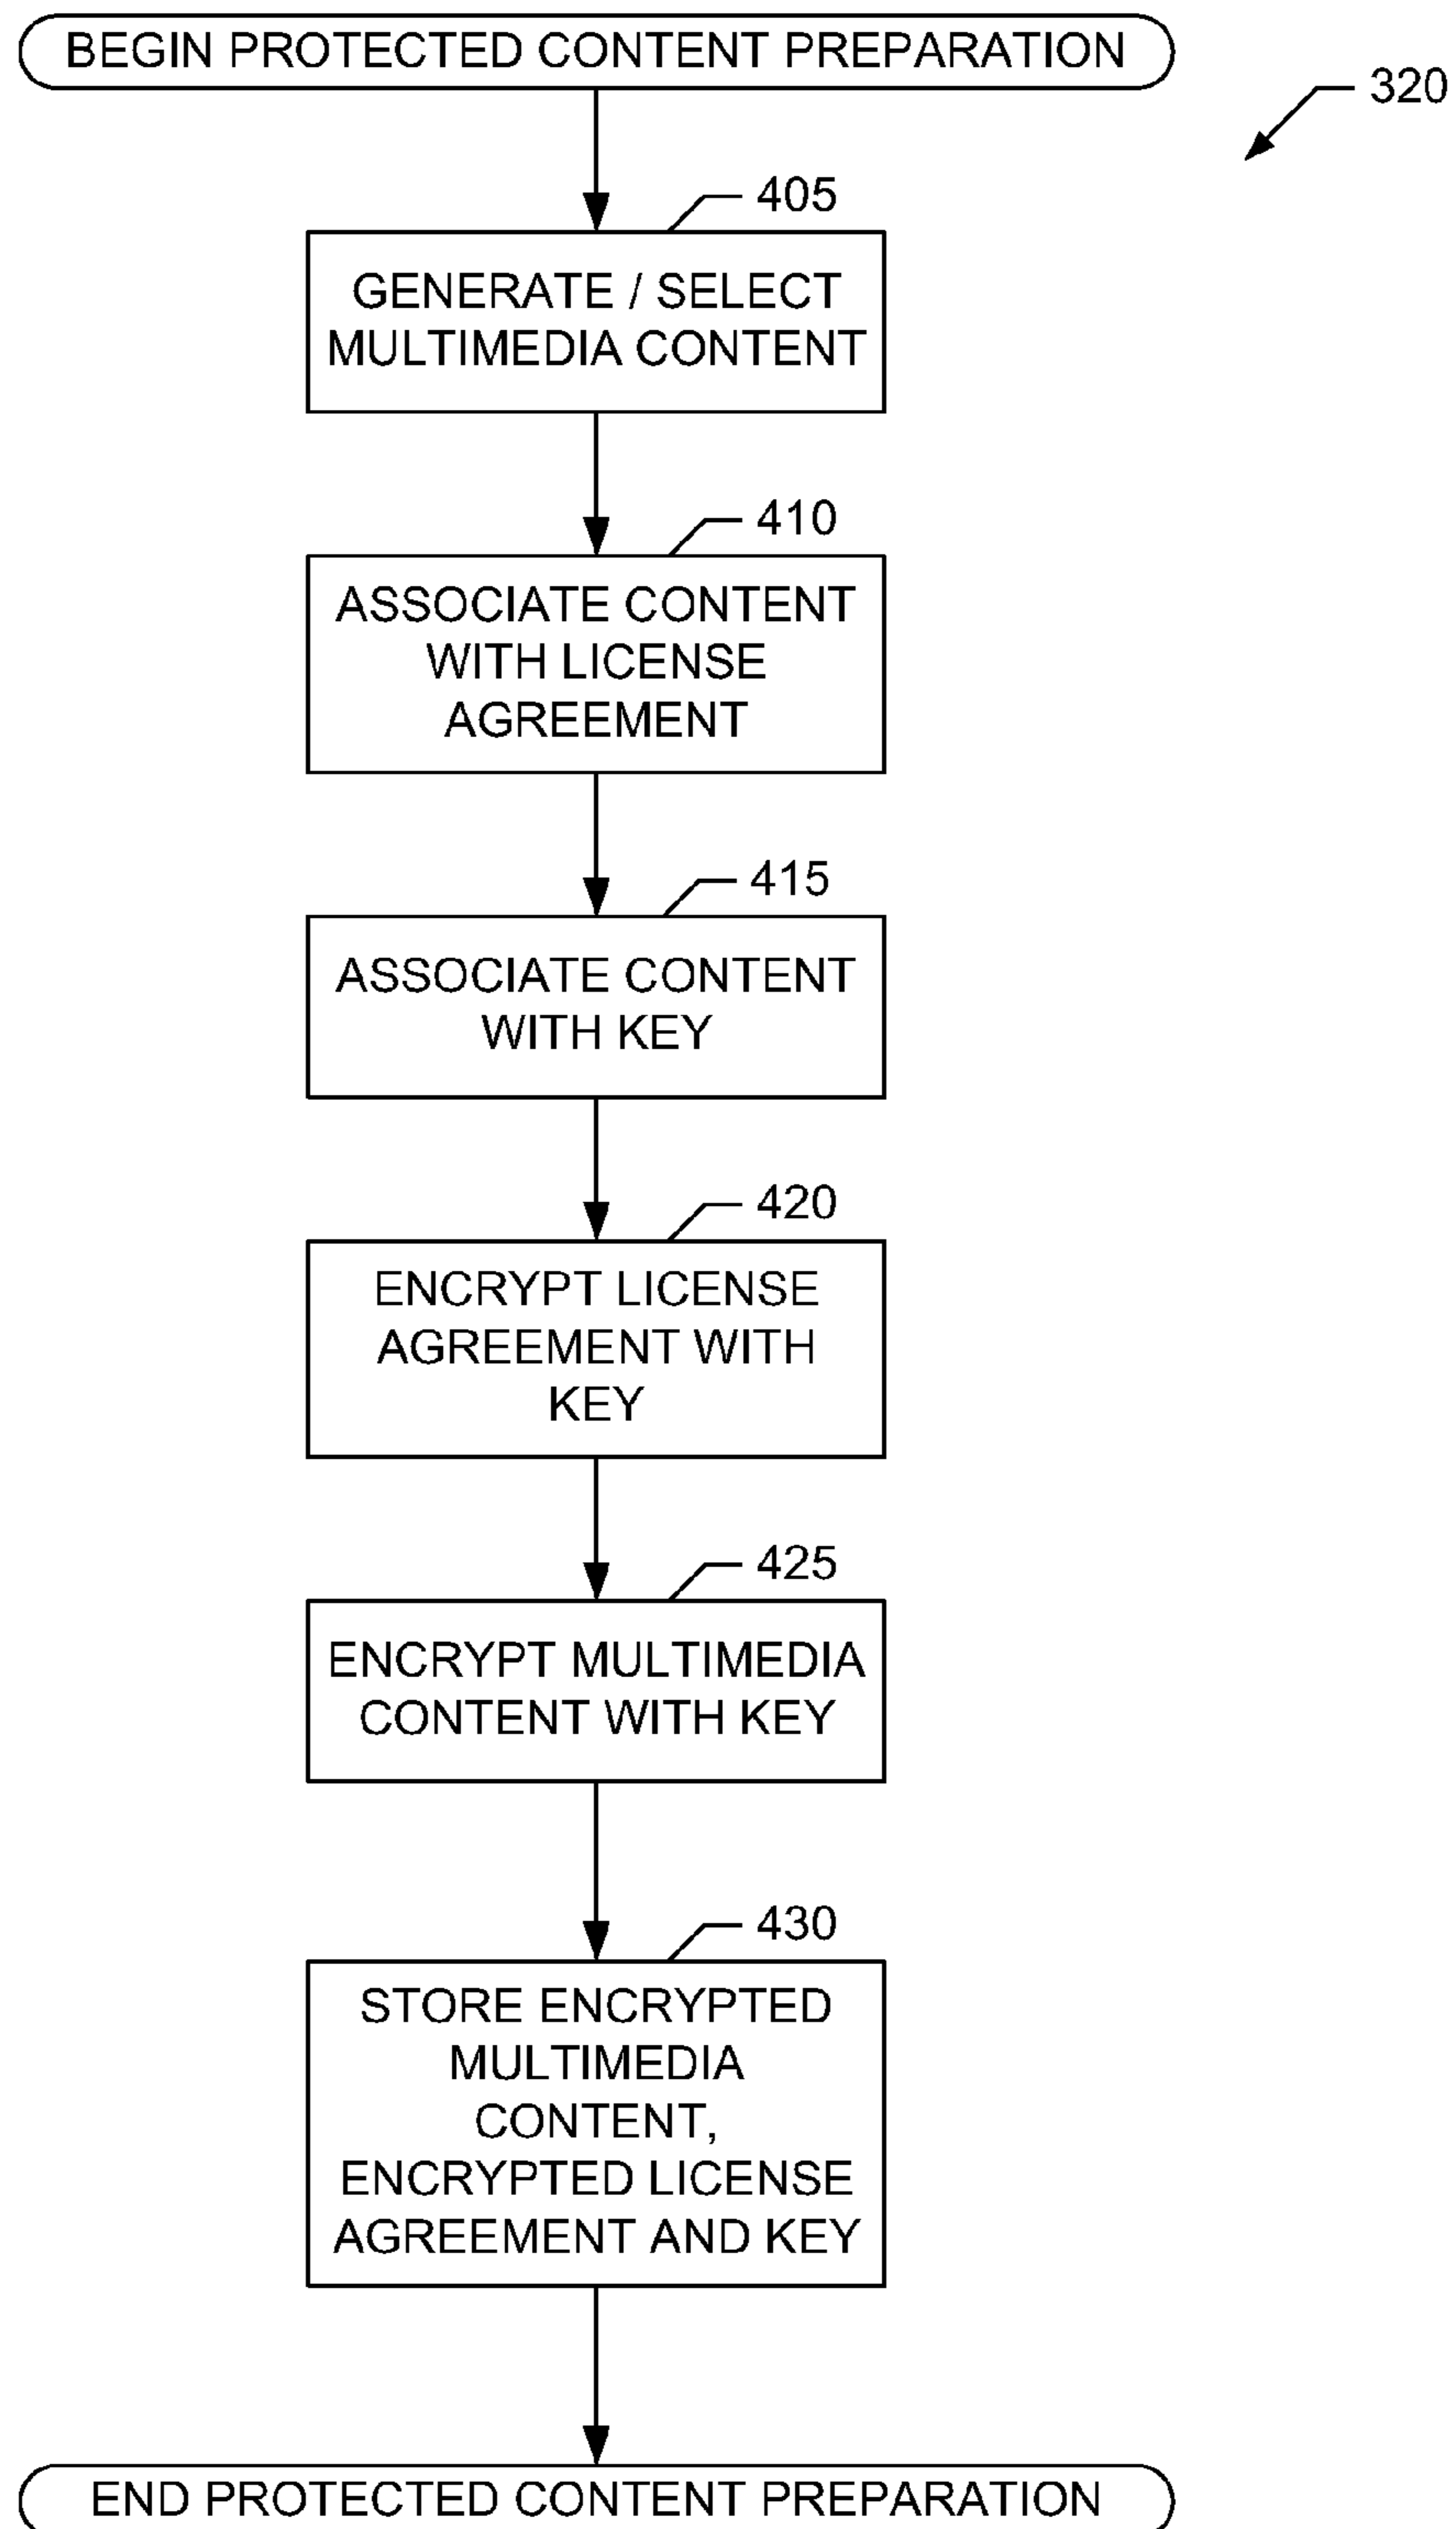 BEGIN PROTECTED CONTENT PREPARATION
320
405
GENERATE / SELECT
MULTIMEDIA CONTENT
410
ASSOCIATE CONTENT
WITH LICENSE
AGREEMENT
415
ASSOCIATE CONTENT
WITH KEY
420
ENCRYPT LICENSE
AGREEMENT WITH
KEY
425
ENCRYPT MULTIMEDIA
CONTENT WITH KEY
430
STORE ENCRYPTED
MULTIMEDIA
CONTENT,
ENCRYPTED LICENSE
AGREEMENT AND KEY
END PROTECTED CONTENT PREPARATION